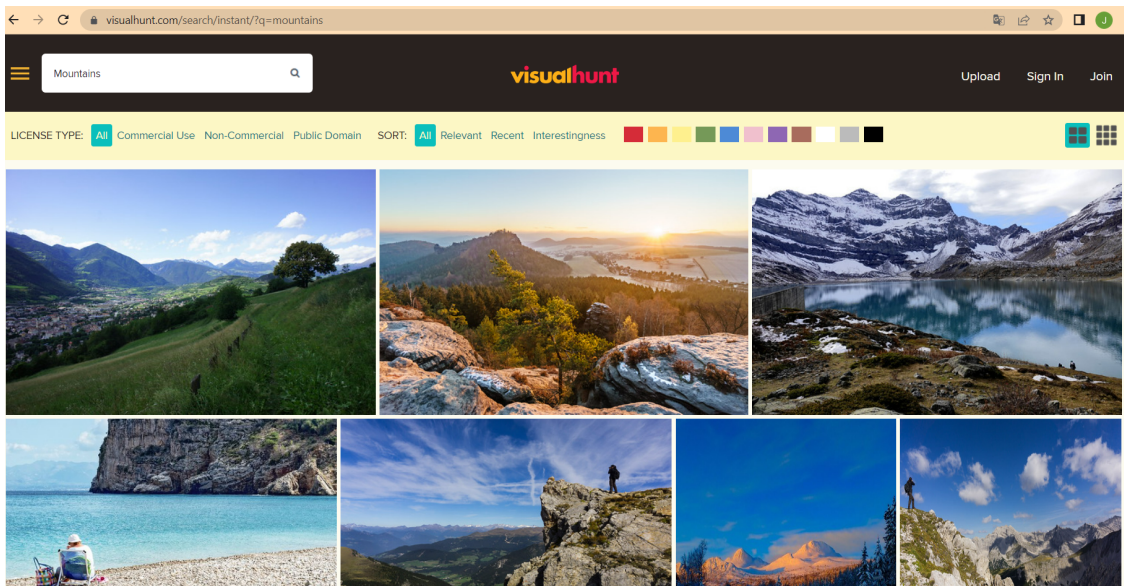 visualhunt.com/search/instant/?q=mountains
J
Mountains
visualhunt
Upload Sign In Join
LICENSE TYPE: All Commercial Use Non-Commercial Public Domain SORT: All Relevant Recent Interestingness